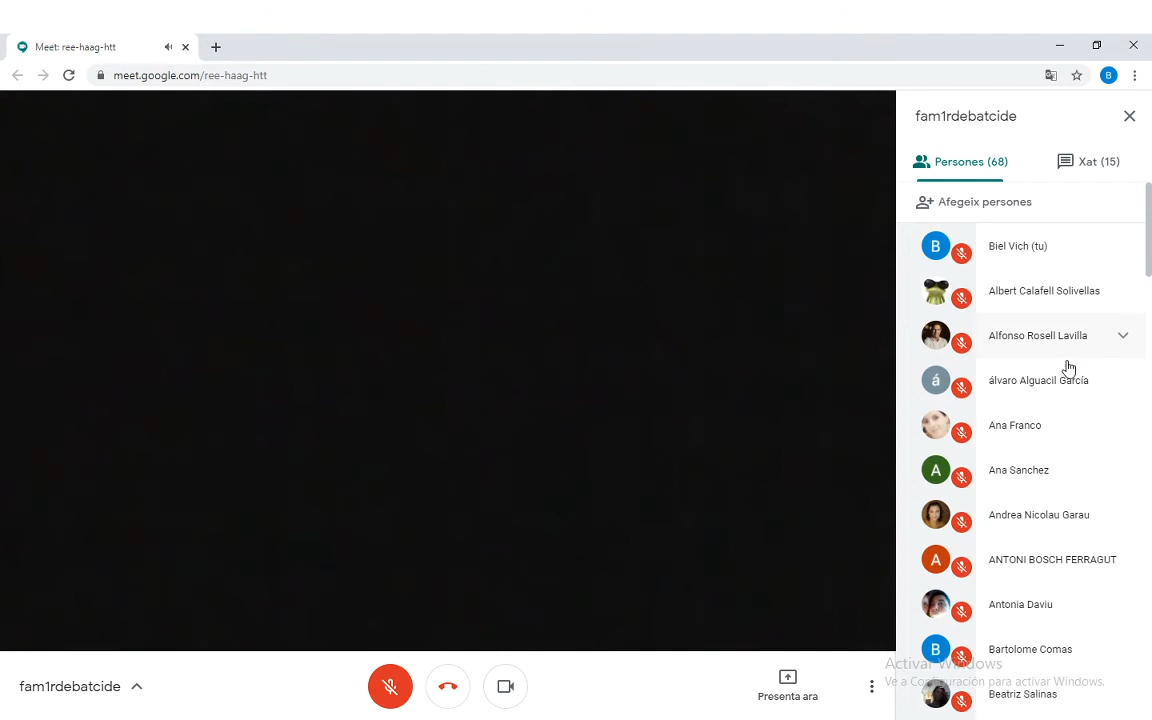 Meet: ree-haag-htt
meet.google.com/ree-haag-htt
B
fam1rdebatcide
Persones (68)
Xat (15)
Afegeix persones
B
Biel Vich (tu)
Albert Calafell Solivellas
Alfonso Rosell Lavilla
á
álvaro Alguacil García
Ana Franco
A
Ana Sanchez
Andrea Nicolau Garau
A
ANTONI BOSCH FERRAGUT
Antonia Daviu
B
Bartolome Comas
Activar Windows
Ve a Configuración para activar Windows.
Beatriz Salinas
fam1rdebatcide
Presenta ara